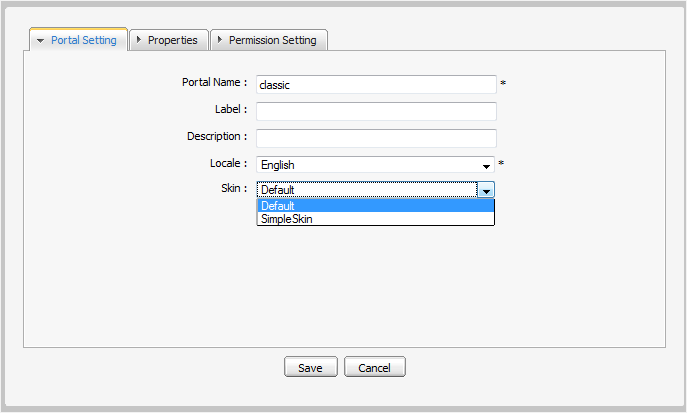 Portal Setting Properties Permission Setting
Portal Name : classic *
Label :
Description :
Locale : English *
Skin : Default
Default
SimpleSkin
Save Cancel